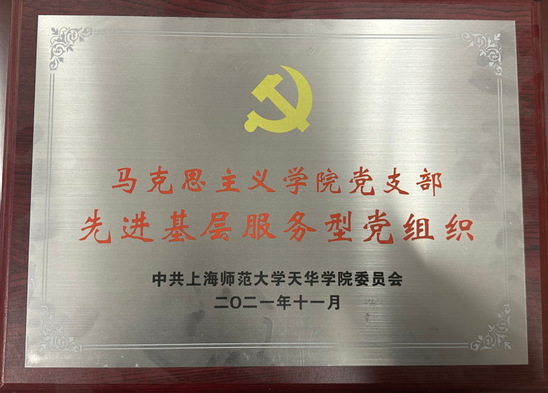 马克思主义学院党支部
先进基层服务型党组织
中共上海师范大学天华学院委员会
二〇二一年十一月